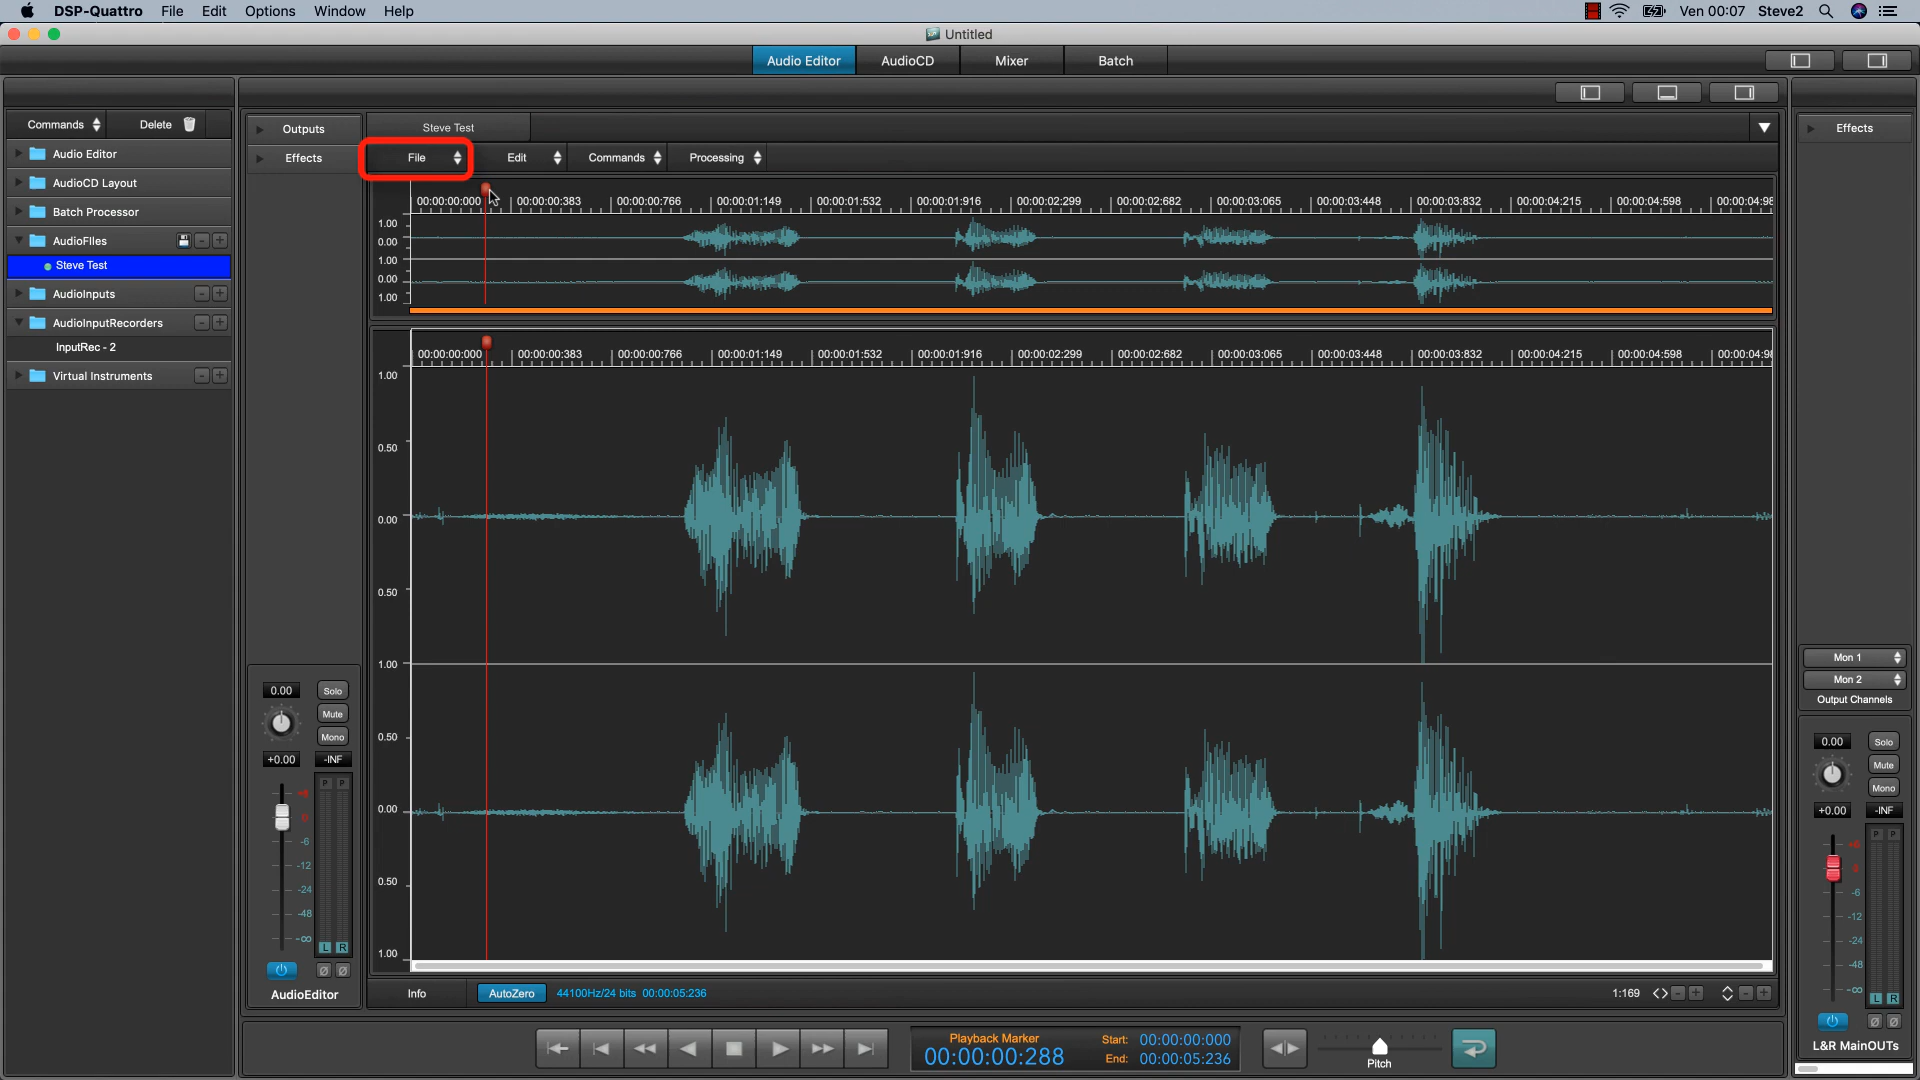 DSP-Quattro File Edit Options Window Help Ven 00:07 Steve2
Untitled
Audio Editor AudioCD Mixer Batch
Commands Delete
Audio Editor
AudioCD Layout
Batch Processor
AudioFIles
Steve Test
AudioInputs
AudioInputRecorders
InputRec - 2
Virtual Instruments
Outputs
Effects
Steve Test
File Edit Commands Processing
00:00:00:000 00:00:00:383 00:00:00:766 00:00:01:149 00:00:01:532 00:00:01:916 00:00:02:299 00:00:02:682 00:00:03:065 00:00:03:448 00:00:03:832 00:00:04:215 00:00:04:598 00:00:04:98
1.00
0.00
1.00
0.00
1.00
00:00:00:000 00:00:00:383 00:00:00:766 00:00:01:149 00:00:01:532 00:00:01:916 00:00:02:299 00:00:02:682 00:00:03:065 00:00:03:448 00:00:03:832 00:00:04:215 00:00:04:598 00:00:04:98
1.00
0.50
0.00
0.50
1.00
0.50
0.00
0.50
1.00
0.00 Solo
Mute
Mono
+0.00 -INF
P P
+6
0
-6
-12
-24
-48
-∞
L R
Ø Ø
AudioEditor
Info AutoZero 44100Hz/24 bits 00:00:05:236 1:169
Playback Marker
00:00:00:288
Start: 00:00:00:000
End: 00:00:05:236
Pitch
Effects
Mon 1
Mon 2
Output Channels
0.00 Solo
Mute
Mono
+0.00 -INF
P P
+6
0
-6
-12
-24
-48
-∞
L R
Ø Ø
L&R MainOUTs